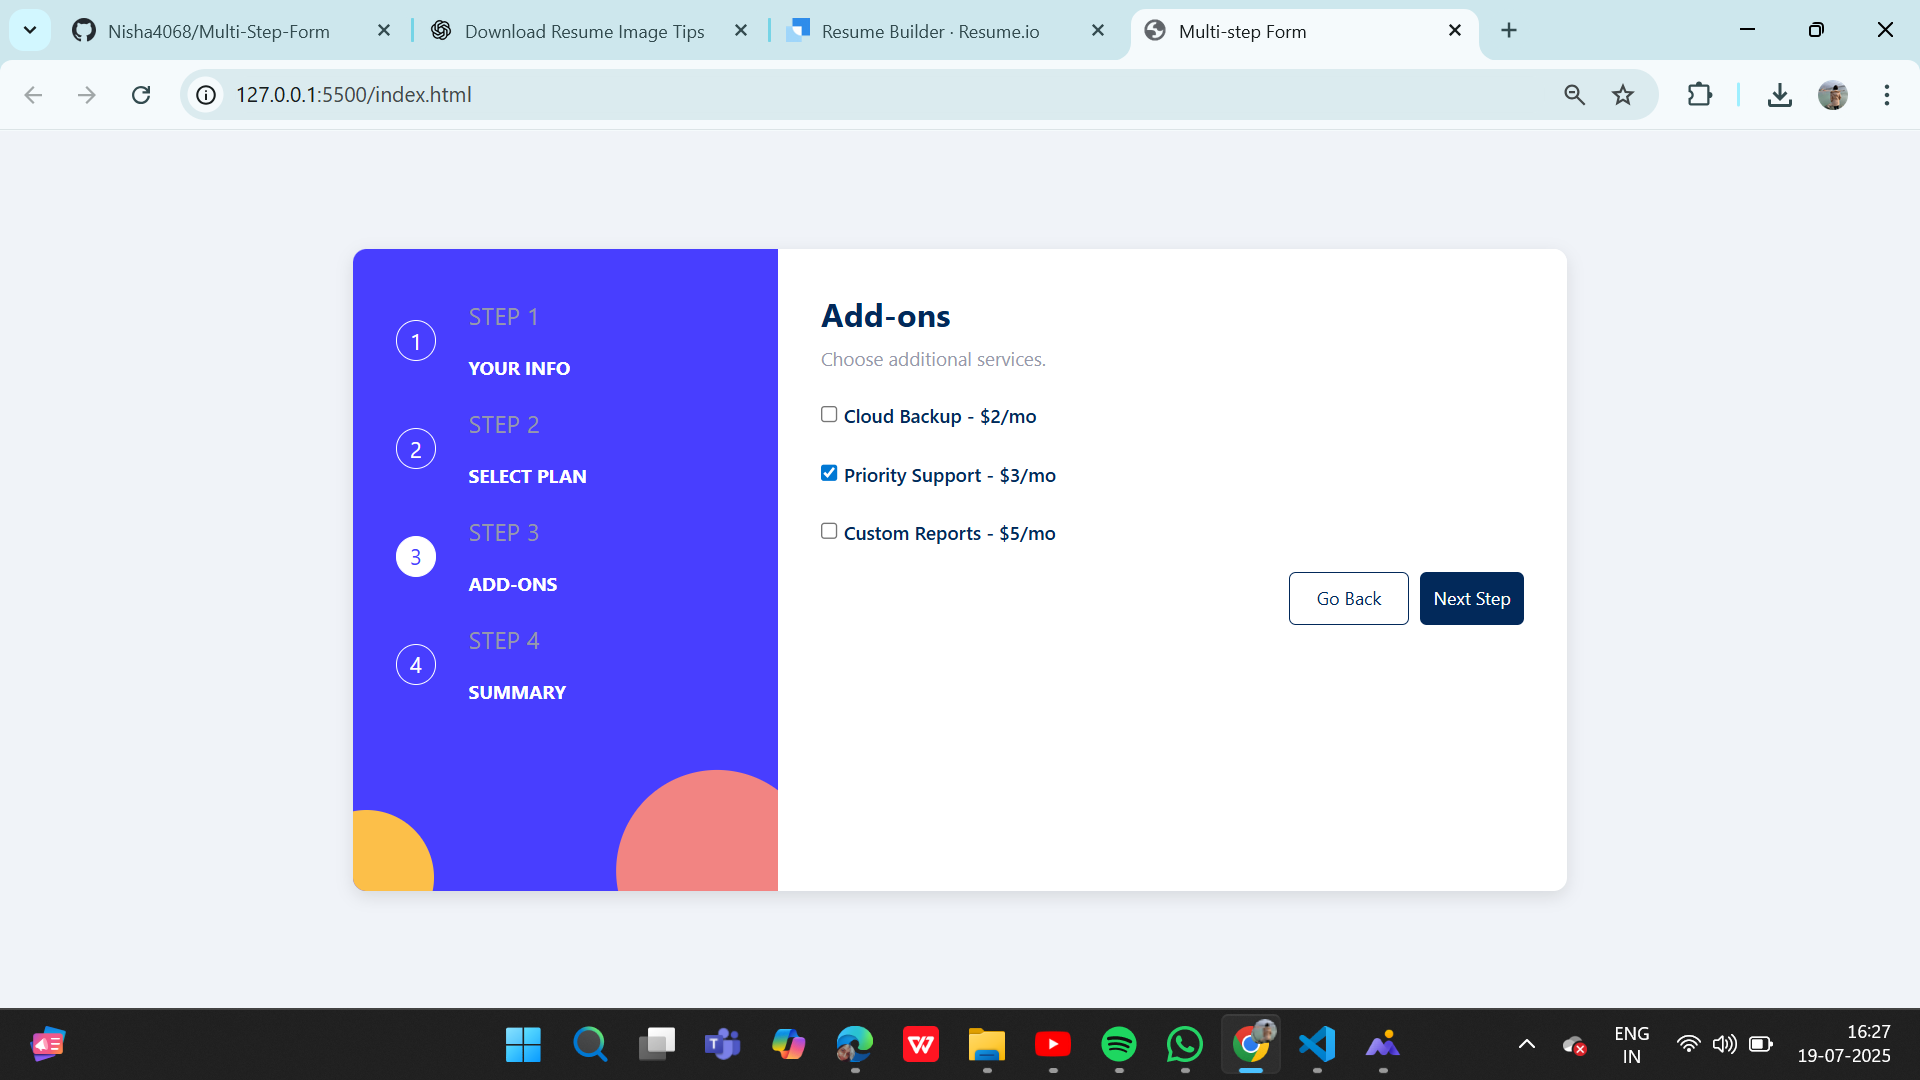 Nisha4068/Multi-Step-Form
Download Resume Image Tips
Resume Builder · Resume.io
Multi-step Form
127.0.0.1:5500/index.html
1
STEP 1
YOUR INFO
2
STEP 2
SELECT PLAN
3
STEP 3
ADD-ONS
4
STEP 4
SUMMARY
Add-ons
Choose additional services.
Cloud Backup - $2/mo
Priority Support - $3/mo
Custom Reports - $5/mo
Go Back
Next Step
ENG
IN
16:27
19-07-2025